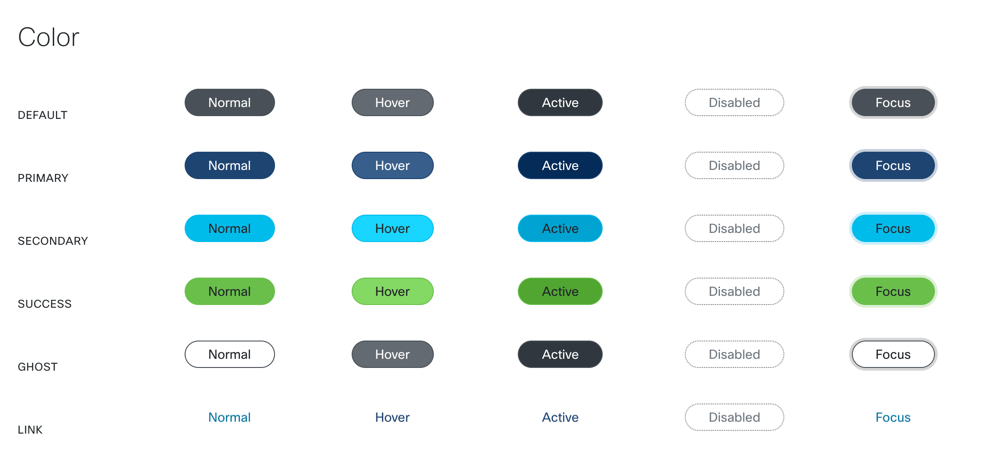 Color
DEFAULT Normal Hover Active Disabled Focus
PRIMARY Normal Hover Active Disabled Focus
SECONDARY Normal Hover Active Disabled Focus
SUCCESS Normal Hover Active Disabled Focus
GHOST Normal Hover Active Disabled Focus
LINK Normal Hover Active Disabled Focus